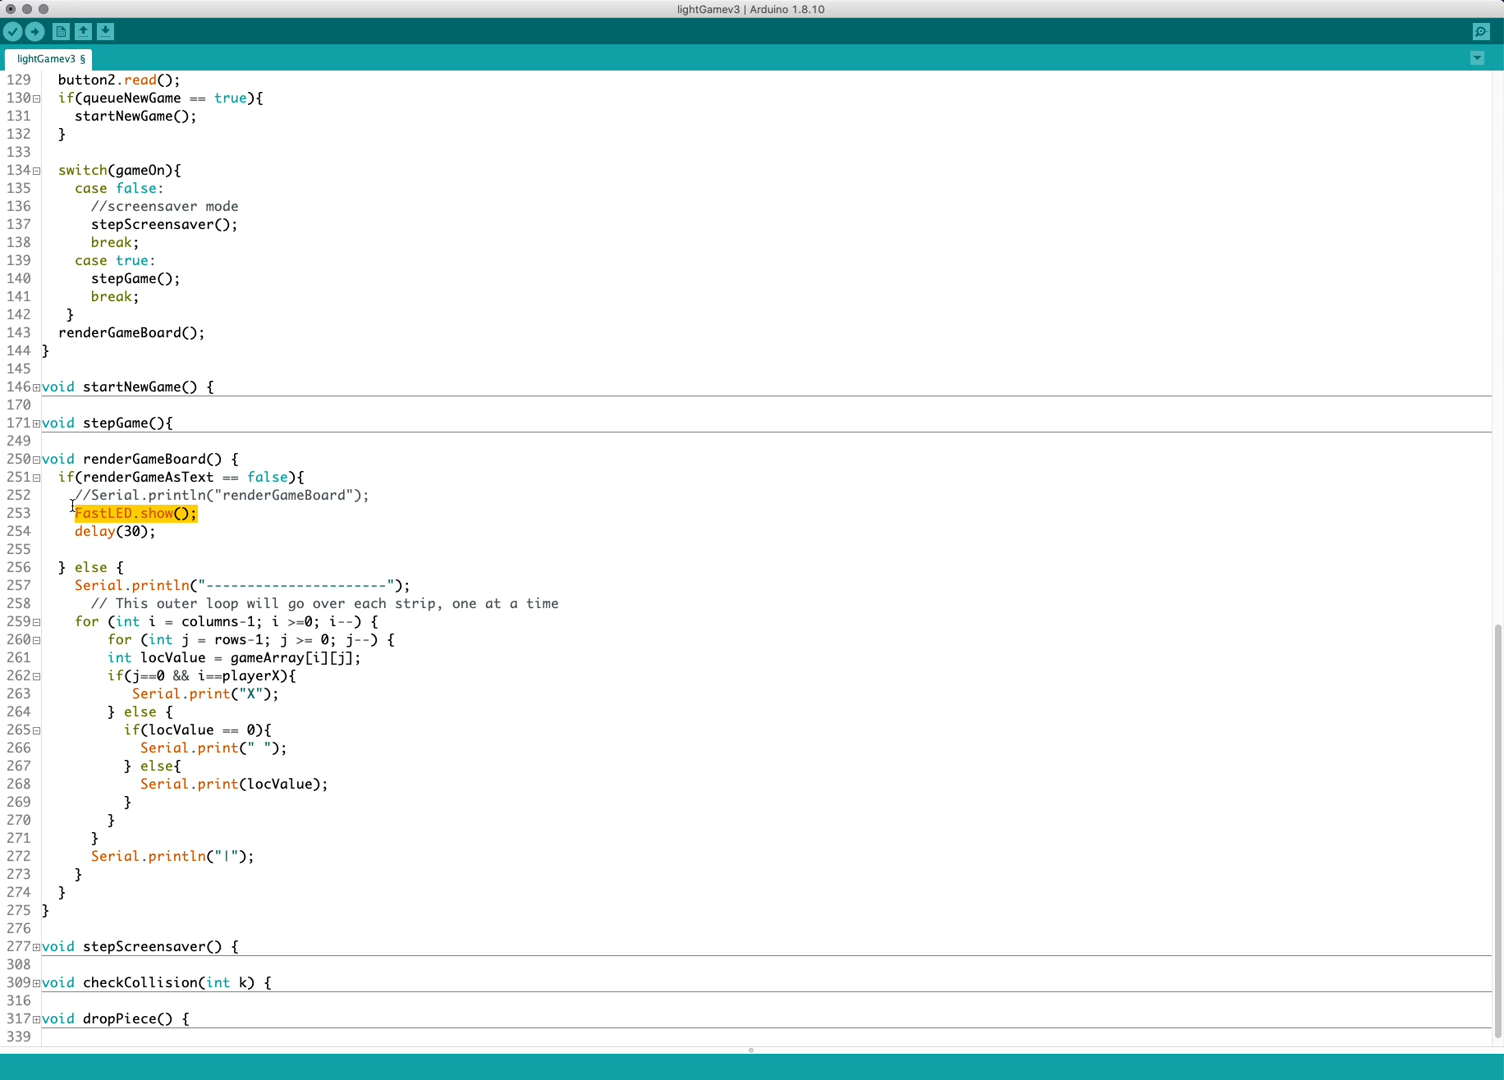 lightGamev3 | Arduino 1.8.10
lightGamev3 §
129 button2.read();
130 if(queueNewGame == true){
131 startNewGame();
132 }
133
134 switch(gameOn){
135 case false:
136 //screensaver mode
137 stepScreensaver();
138 break;
139 case true:
140 stepGame();
141 break;
142 }
143 renderGameBoard();
144 }
145
146 void startNewGame() {
170
171 void stepGame(){
249
250 void renderGameBoard() {
251 if(renderGameAsText == false){
252 //Serial.println("renderGameBoard");
253 FastLED.show();
254 delay(30);
255
256 } else {
257 Serial.println("----------------------");
258 // This outer loop will go over each strip, one at a time
259 for (int i = columns-1; i >=0; i--) {
260 for (int j = rows-1; j >= 0; j--) {
261 int locValue = gameArray[i][j];
262 if(j==0 && i==playerX){
263 Serial.print("X");
264 } else {
265 if(locValue == 0){
266 Serial.print(" ");
267 } else{
268 Serial.print(locValue);
269 }
270 }
271 }
272 Serial.println("|");
273 }
274 }
275 }
276
277 void stepScreensaver() {
308
309 void checkCollision(int k) {
316
317 void dropPiece() {
339